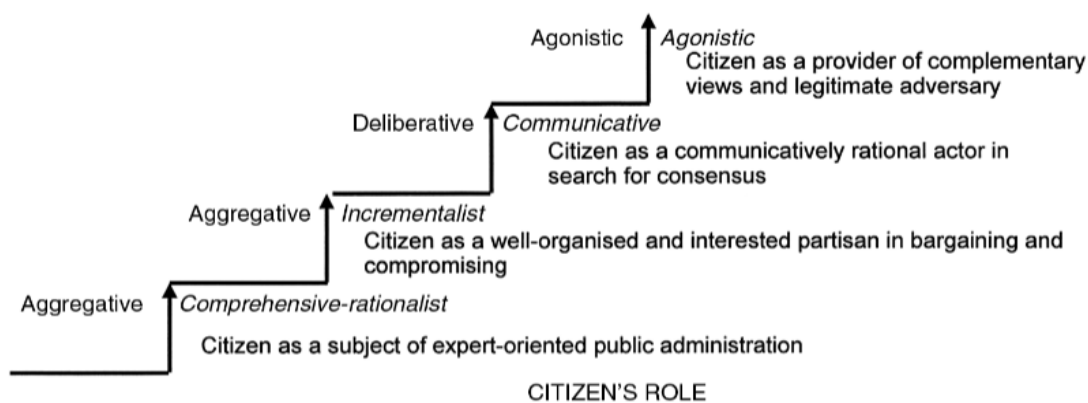 Agonistic Agonistic
Citizen as a provider of complementary
views and legitimate adversary
Deliberative Communicative
Citizen as a communicatively rational actor in
search for consensus
Aggregative Incrementalist
Citizen as a well-organised and interested partisan in bargaining and
compromising
Aggregative Comprehensive-rationalist
Citizen as a subject of expert-oriented public administration
CITIZEN'S ROLE